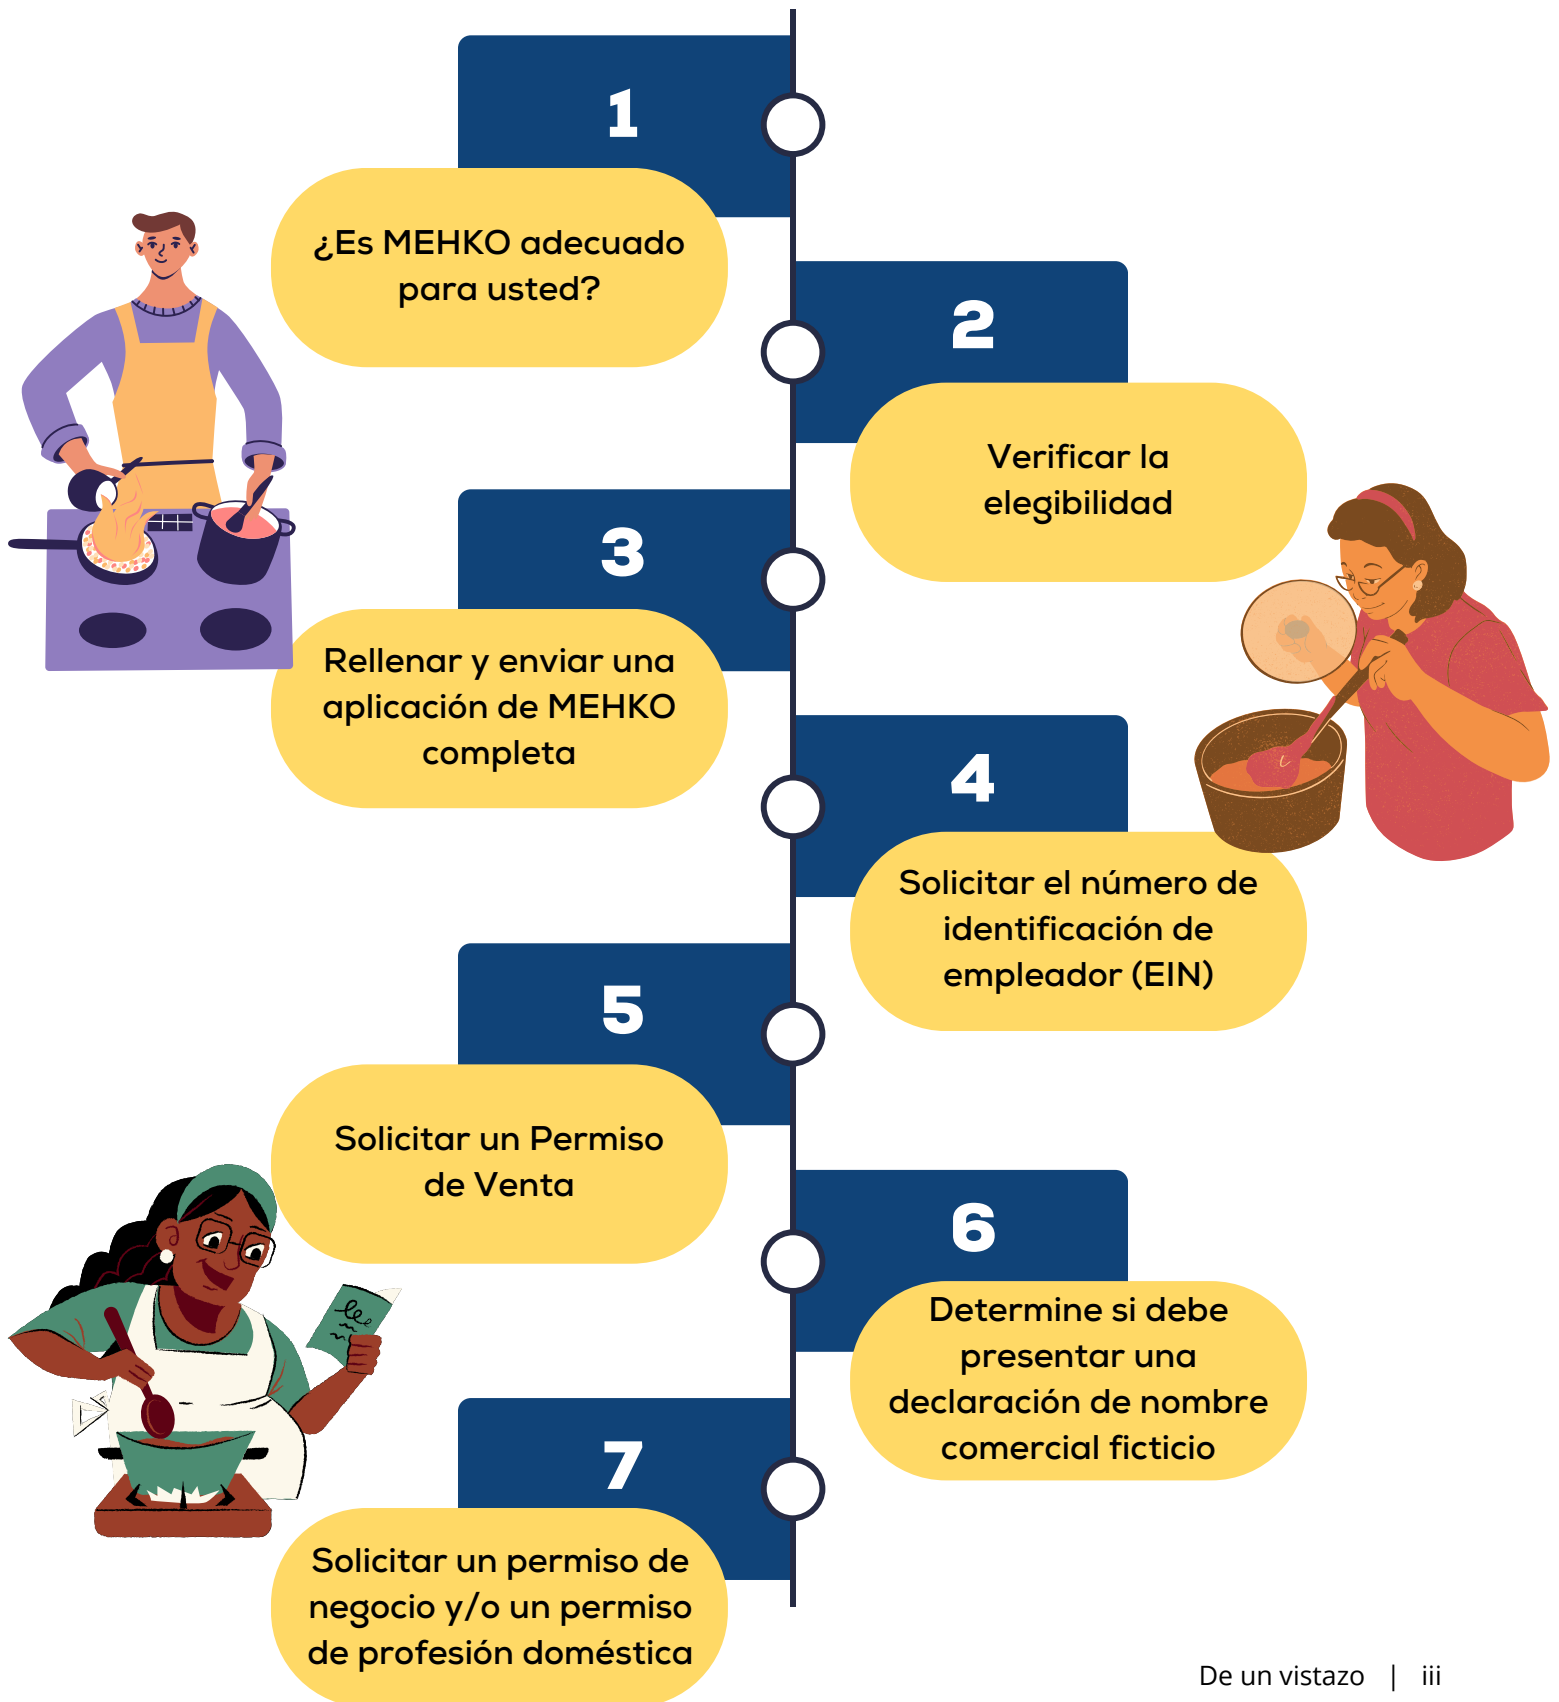 1
¿Es MEHKO adecuado
para usted?
2
Verificar la
elegibilidad
3
Rellenar y enviar una
aplicación de MEHKO
completa
4
Solicitar el número de
identificación de
empleador (EIN)
5
Solicitar un Permiso
de Venta
6
Determine si debe
presentar una
declaración de nombre
comercial ficticio
7
Solicitar un permiso de
negocio y/o un permiso
de profesión doméstica
De un vistazo | iii